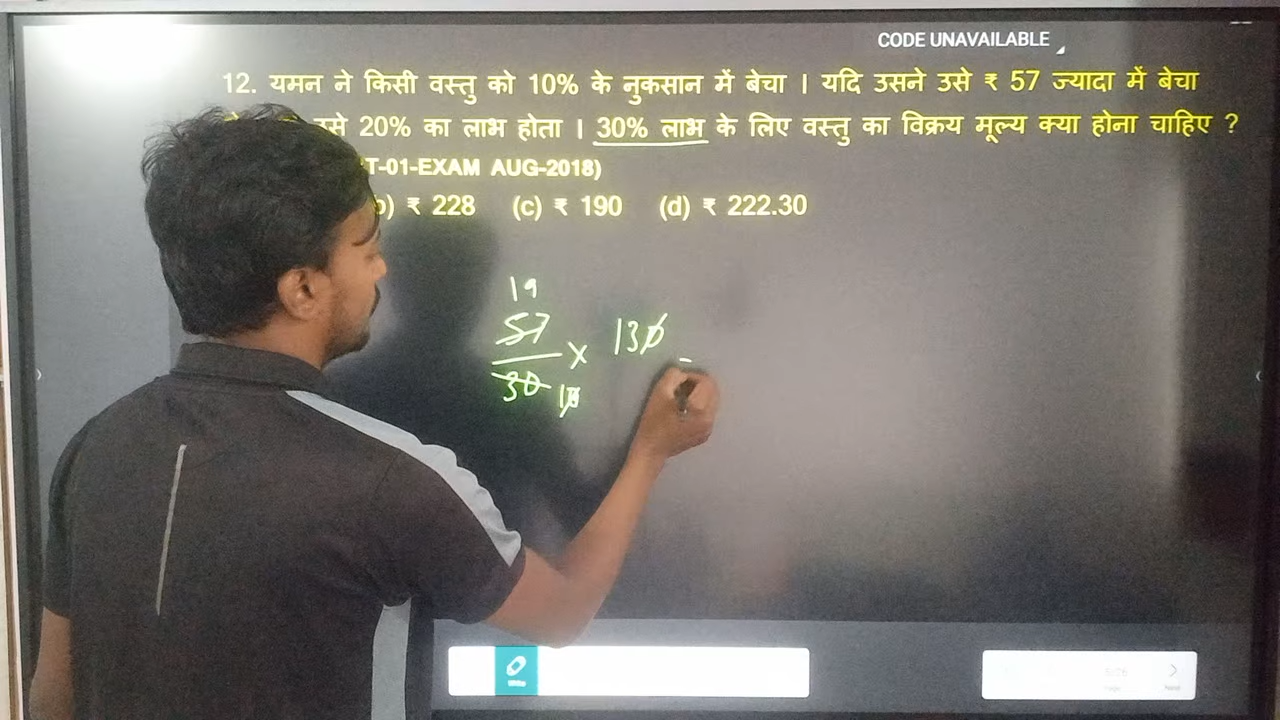 CODE UNAVAILABLE
12. यमन ने किसी वस्तु को 10% के नुकसान में बेचा । यदि उसने उसे ₹ 57 ज्यादा में बेचा
से 20% का लाभ होता । 30% लाभ के लिए वस्तु का विक्रय मूल्य क्या होना चाहिए ?
T-01-EXAM AUG-2018)
b) ₹ 228 (c) ₹ 190 (d) ₹ 222.30
19
57 × 130 =
30 10
Next